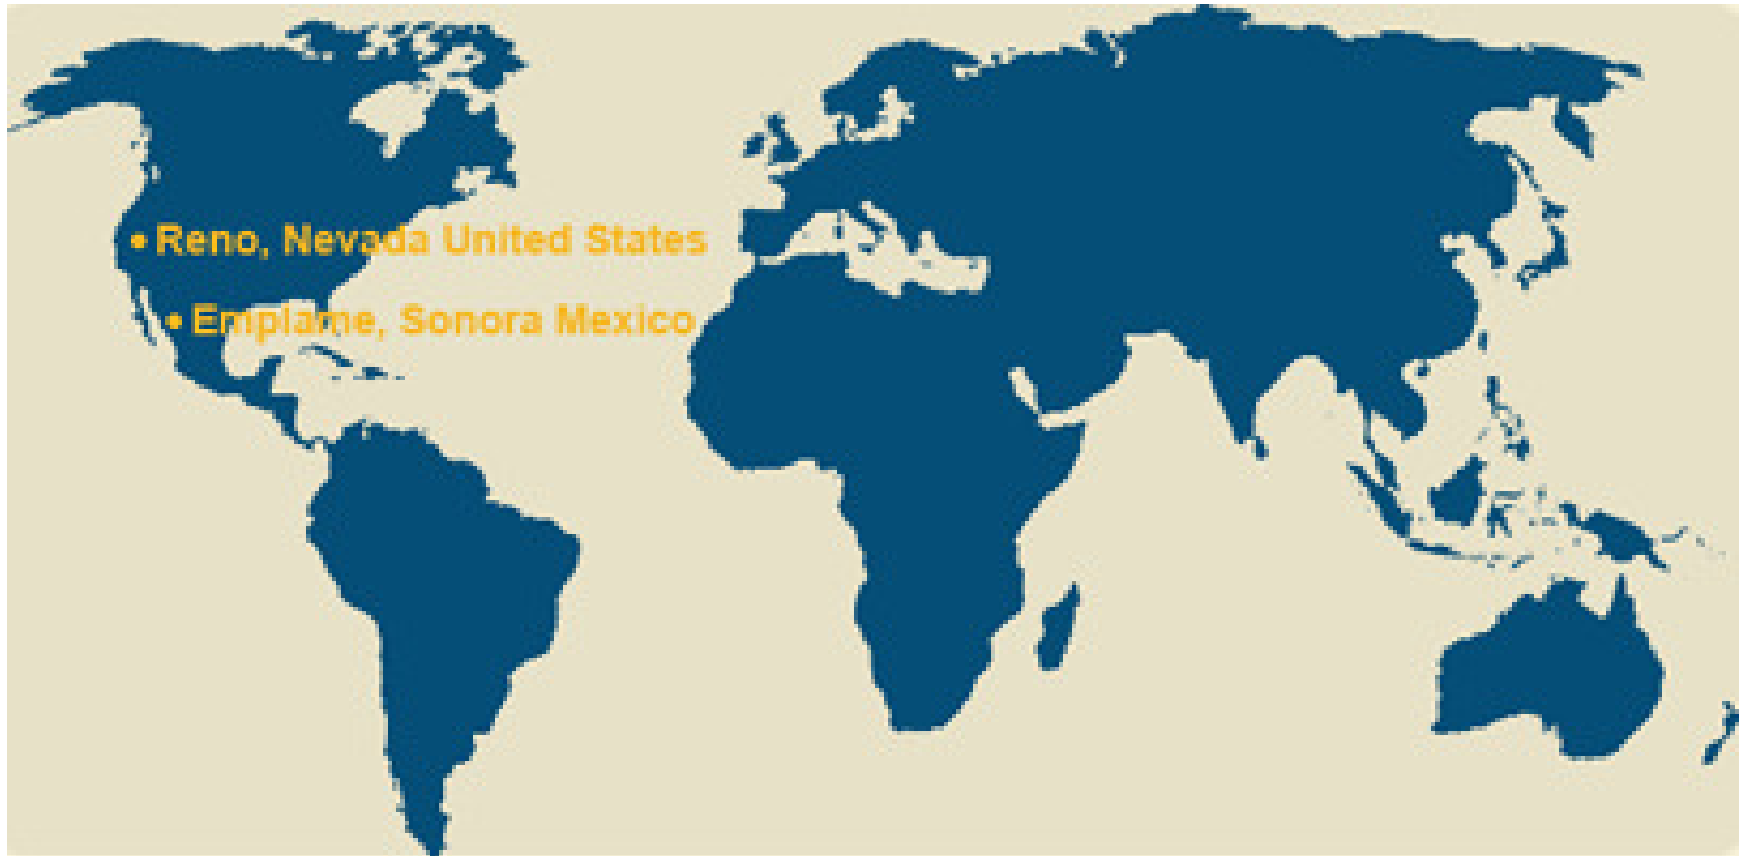 • Reno, Nevada United States
• Emplame, Sonora Mexico